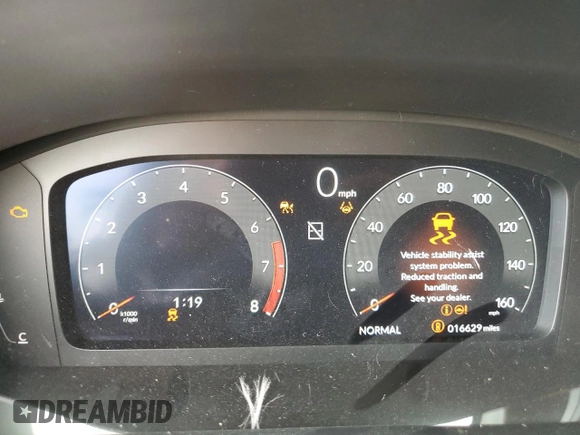 0 mph
1 2 3 4 5 6 7 8
0 x1000
r/min
1:19
0 20 40 60 80 100 120 140 160
mph
Vehicle stability assist
system problem.
Reduced traction and
handling.
See your dealer.
NORMAL
016629 miles
C
DREAMBID